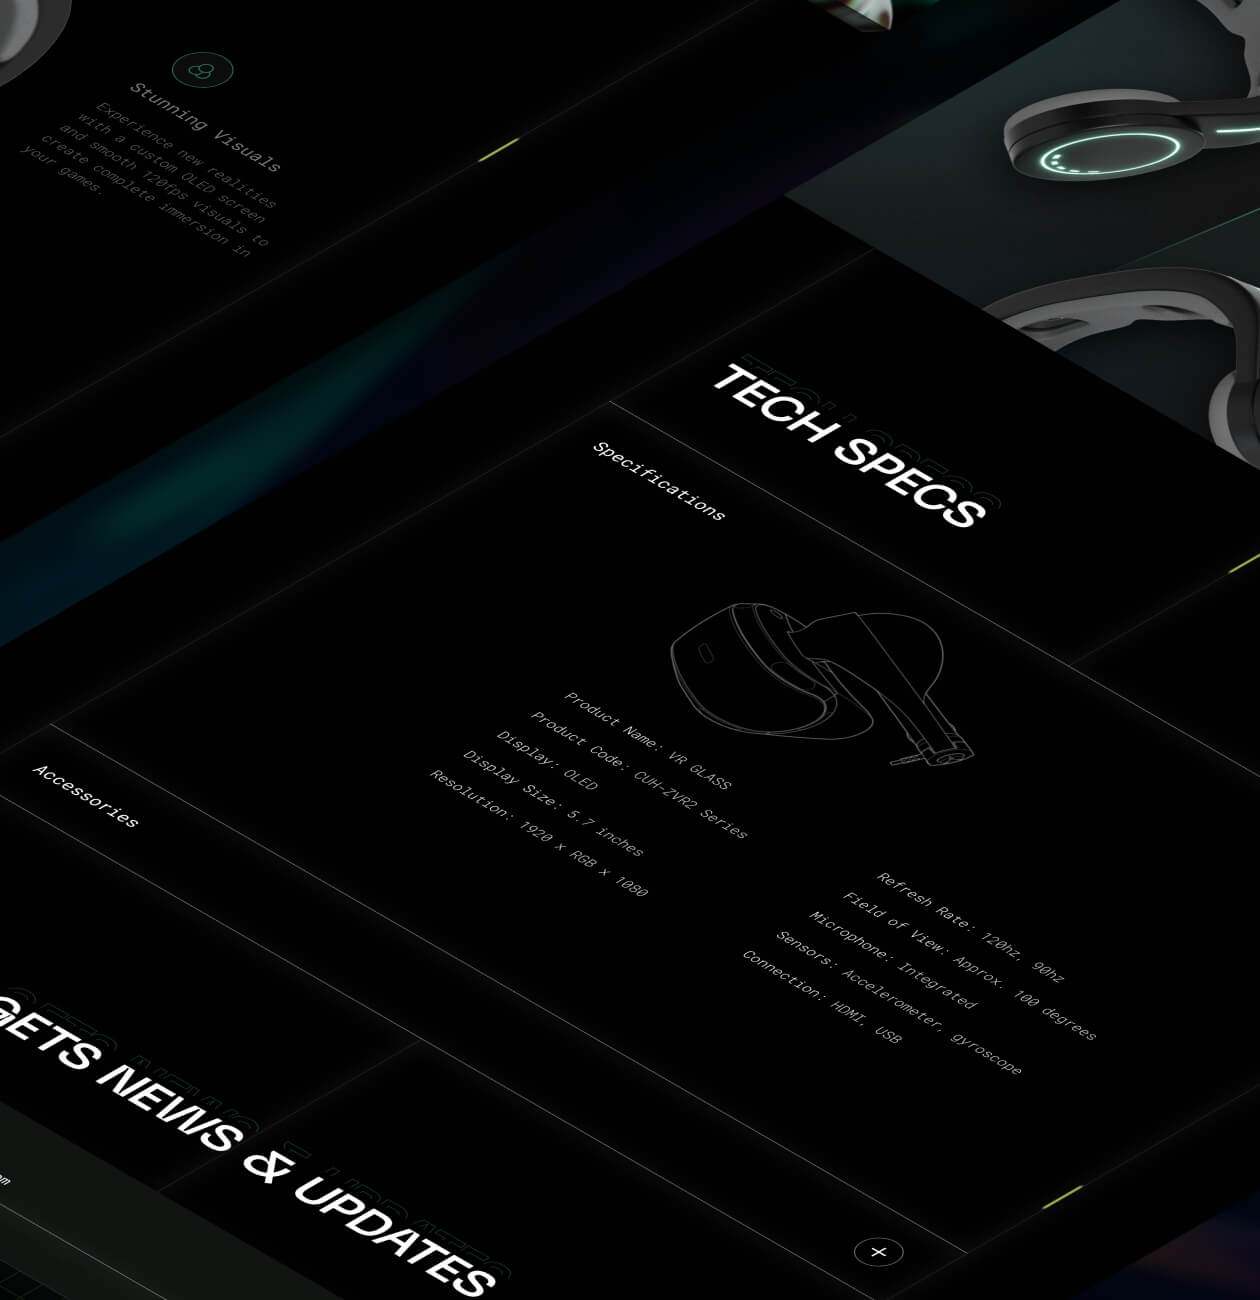 Stunning Visuals
Experience new realities
with a custom OLED screen
and smooth 120fps visuals to
create complete immersion in
your games.
TECH SPECS
Specifications
Product Name: VR GLASS
Product Code: CUH-ZVR2 Series
Display: OLED
Display Size: 5.7 inches
Resolution: 1920 x RGB x 1080
Refresh Rate: 120hz, 90hz
Field of View: Approx. 100 degrees
Microphone: Integrated
Sensors: Accelerometer, gyroscope
Connection: HDMI, USB
Accessories
GETS NEWS & UPDATES